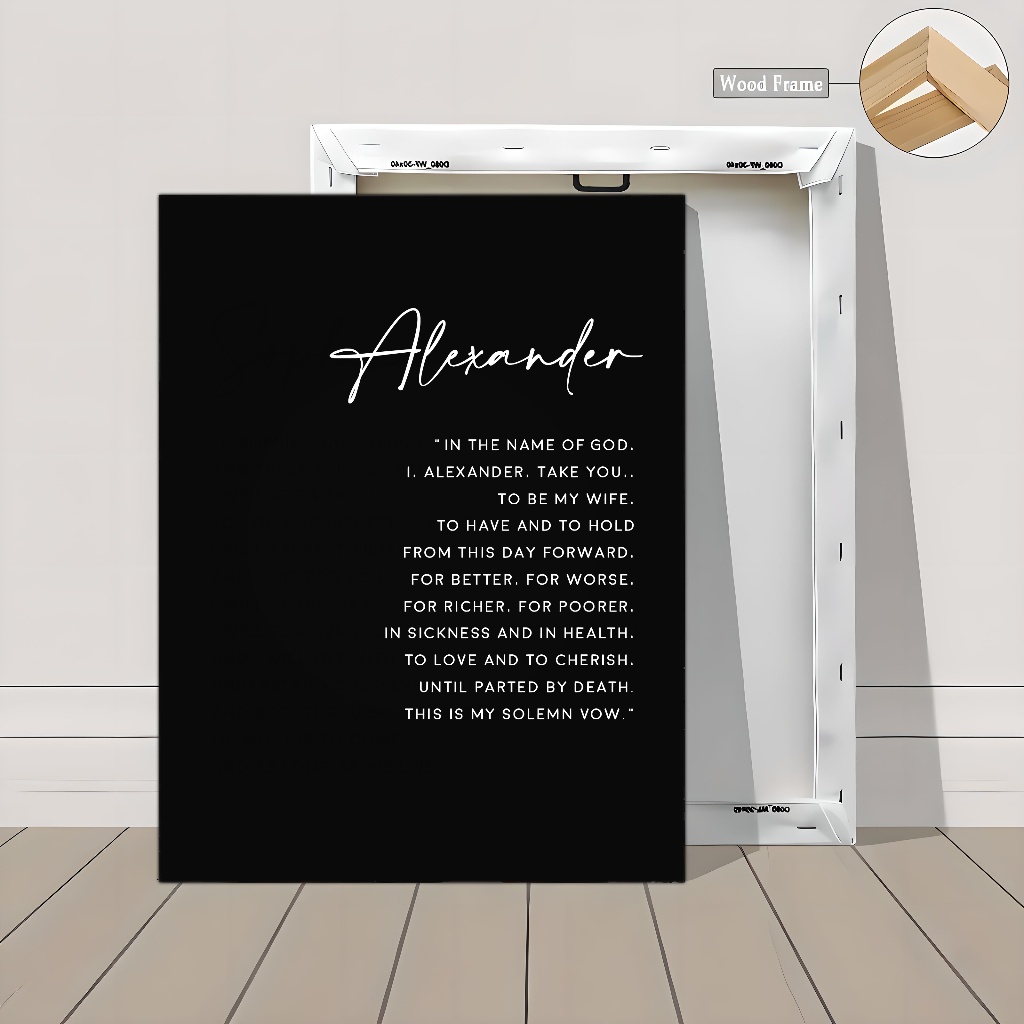 Wood Frame
Alexander
"IN THE NAME OF GOD,
I, ALEXANDER, TAKE YOU..
TO BE MY WIFE,
TO HAVE AND TO HOLD
FROM THIS DAY FORWARD,
FOR BETTER, FOR WORSE,
FOR RICHER, FOR POORER,
IN SICKNESS AND IN HEALTH,
TO LOVE AND TO CHERISH,
UNTIL PARTED BY DEATH.
THIS IS MY SOLEMN VOW."